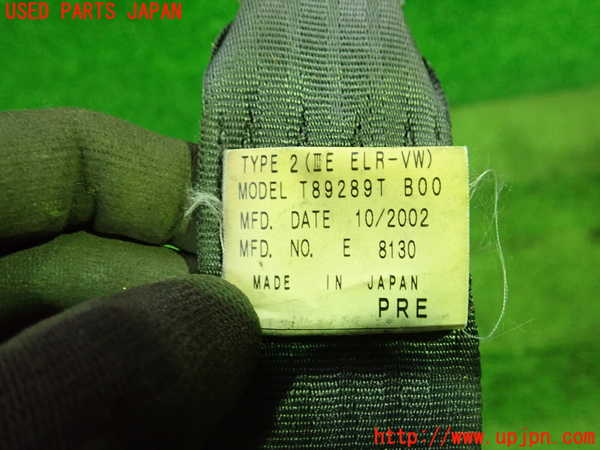 USED PARTS JAPAN
TYPE 2(ⅢE ELR-VW)
MODEL T89289T B00
MFD. DATE 10/2002
MFD. NO. E 8130
MADE IN JAPAN
PRE
http://www.upjpn.com/